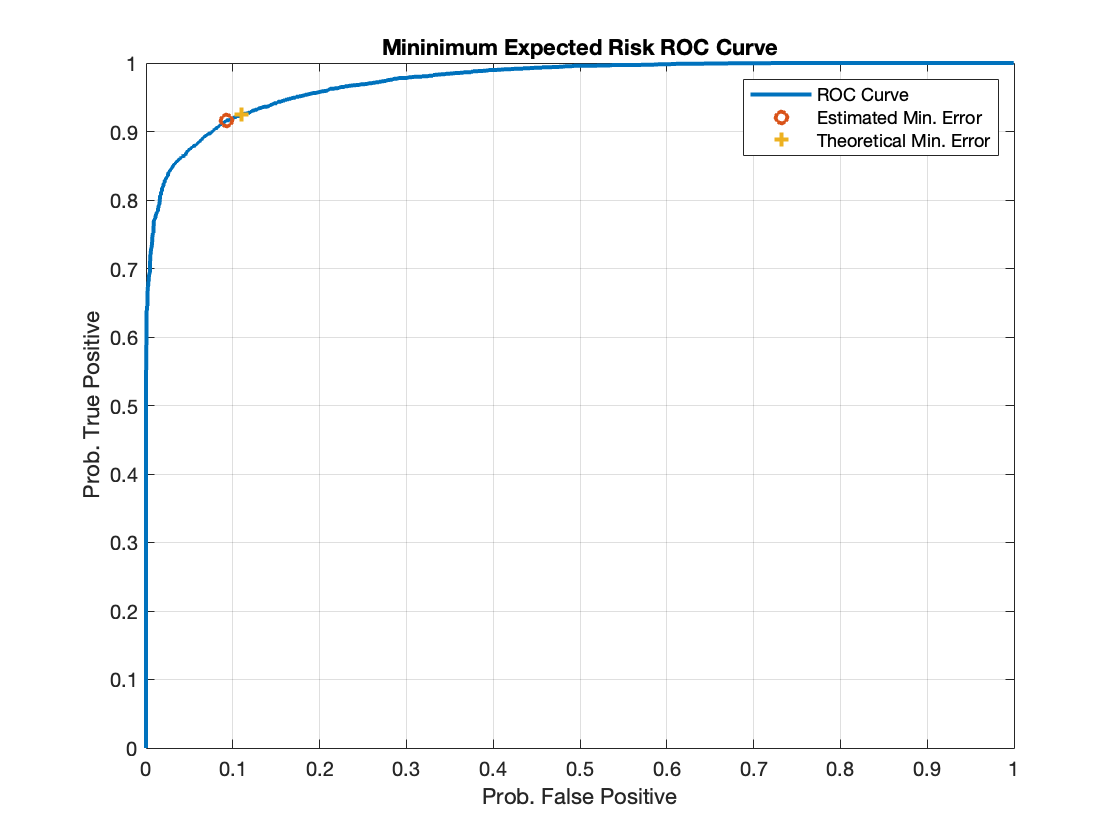 Mininimum Expected Risk ROC Curve
ROC Curve
Estimated Min. Error
Theoretical Min. Error
Prob. True Positive
1
0.9
0.8
0.7
0.6
0.5
0.4
0.3
0.2
0.1
0
0 0.1 0.2 0.3 0.4 0.5 0.6 0.7 0.8 0.9 1
Prob. False Positive